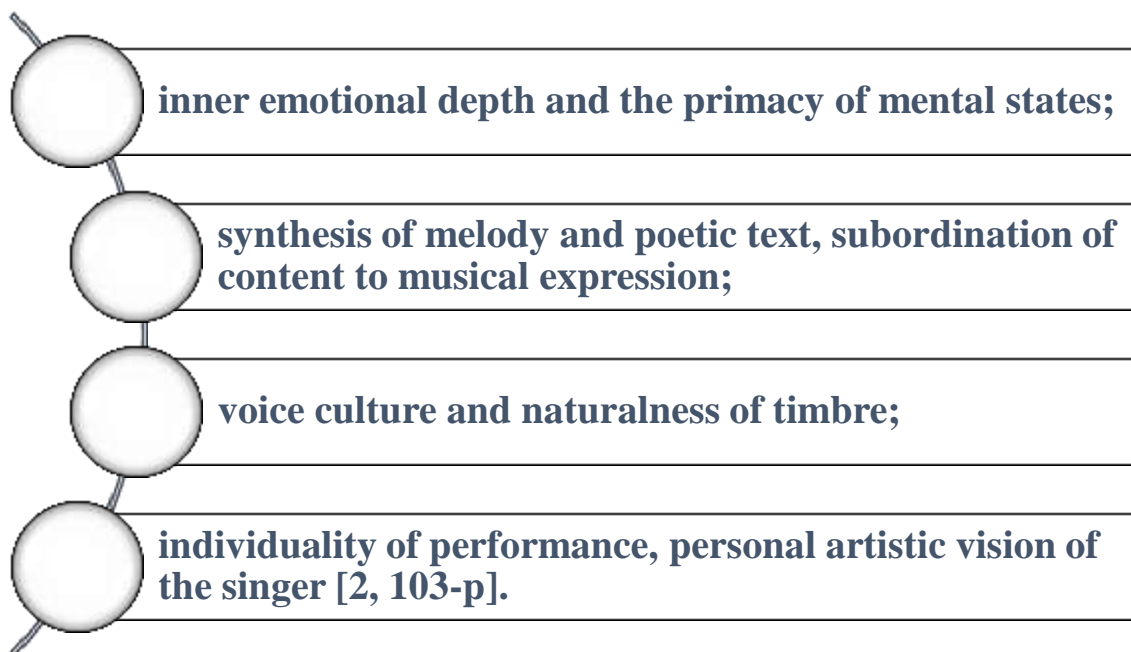 inner emotional depth and the primacy of mental states;
synthesis of melody and poetic text, subordination of
content to musical expression;
voice culture and naturalness of timbre;
individuality of performance, personal artistic vision of
the singer [2, 103-p].